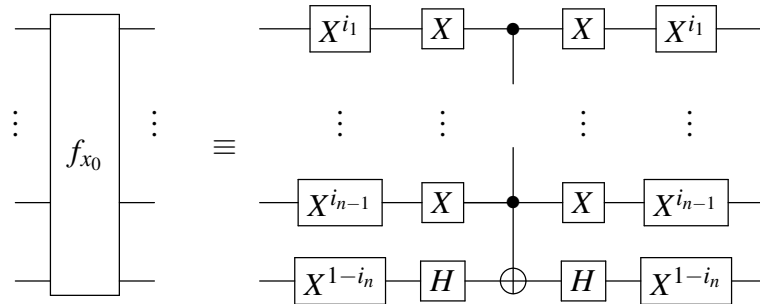 X^{i_1} X X X^{i_1}
⋮ ⋮ ⋮ ⋮ ⋮ ⋮
f_{x_0} ≡
X^{i_{n-1}} X X X^{i_{n-1}}
X^{1-i_n} H H X^{1-i_n}